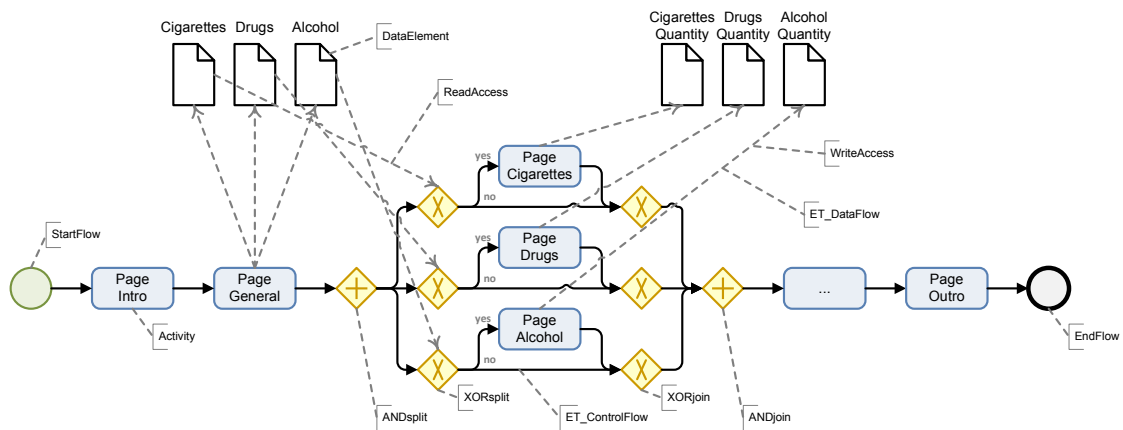 Cigarettes Drugs Alcohol
Cigarettes Drugs Alcohol
Quantity Quantity Quantity
DataElement
ReadAccess
WriteAccess
ET_DataFlow
yes
Page
Cigarettes
no
StartFlow
yes
Page
Drugs
no
Page
Intro
Page
General
...
Page
Outro
yes
Page
Alcohol
no
Activity
EndFlow
XORsplit
XORjoin
ANDsplit
ET_ControlFlow
ANDjoin